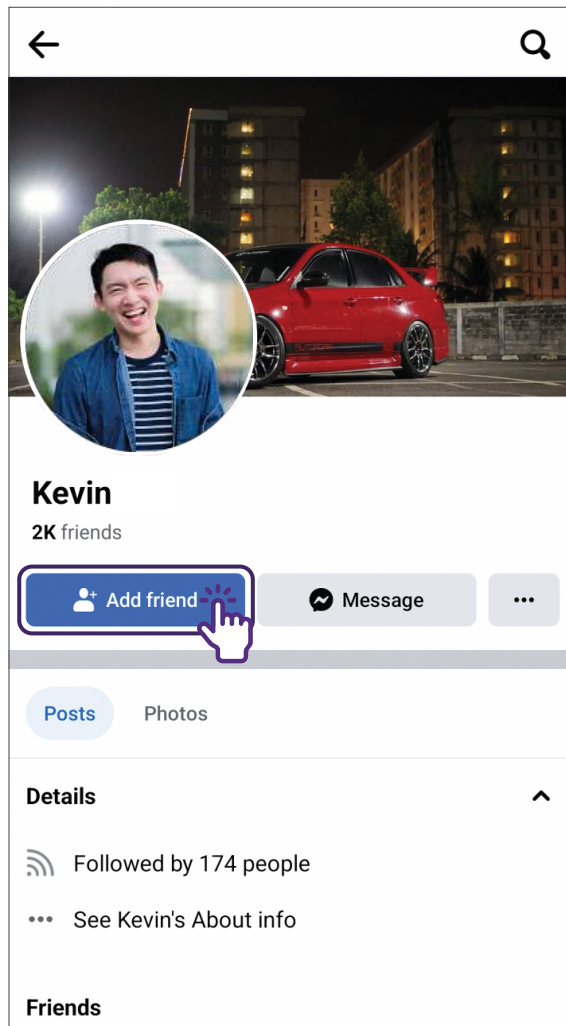 Kevin
2K friends
Add friend
Message
Posts
Photos
Details
Followed by 174 people
See Kevin's About info
Friends